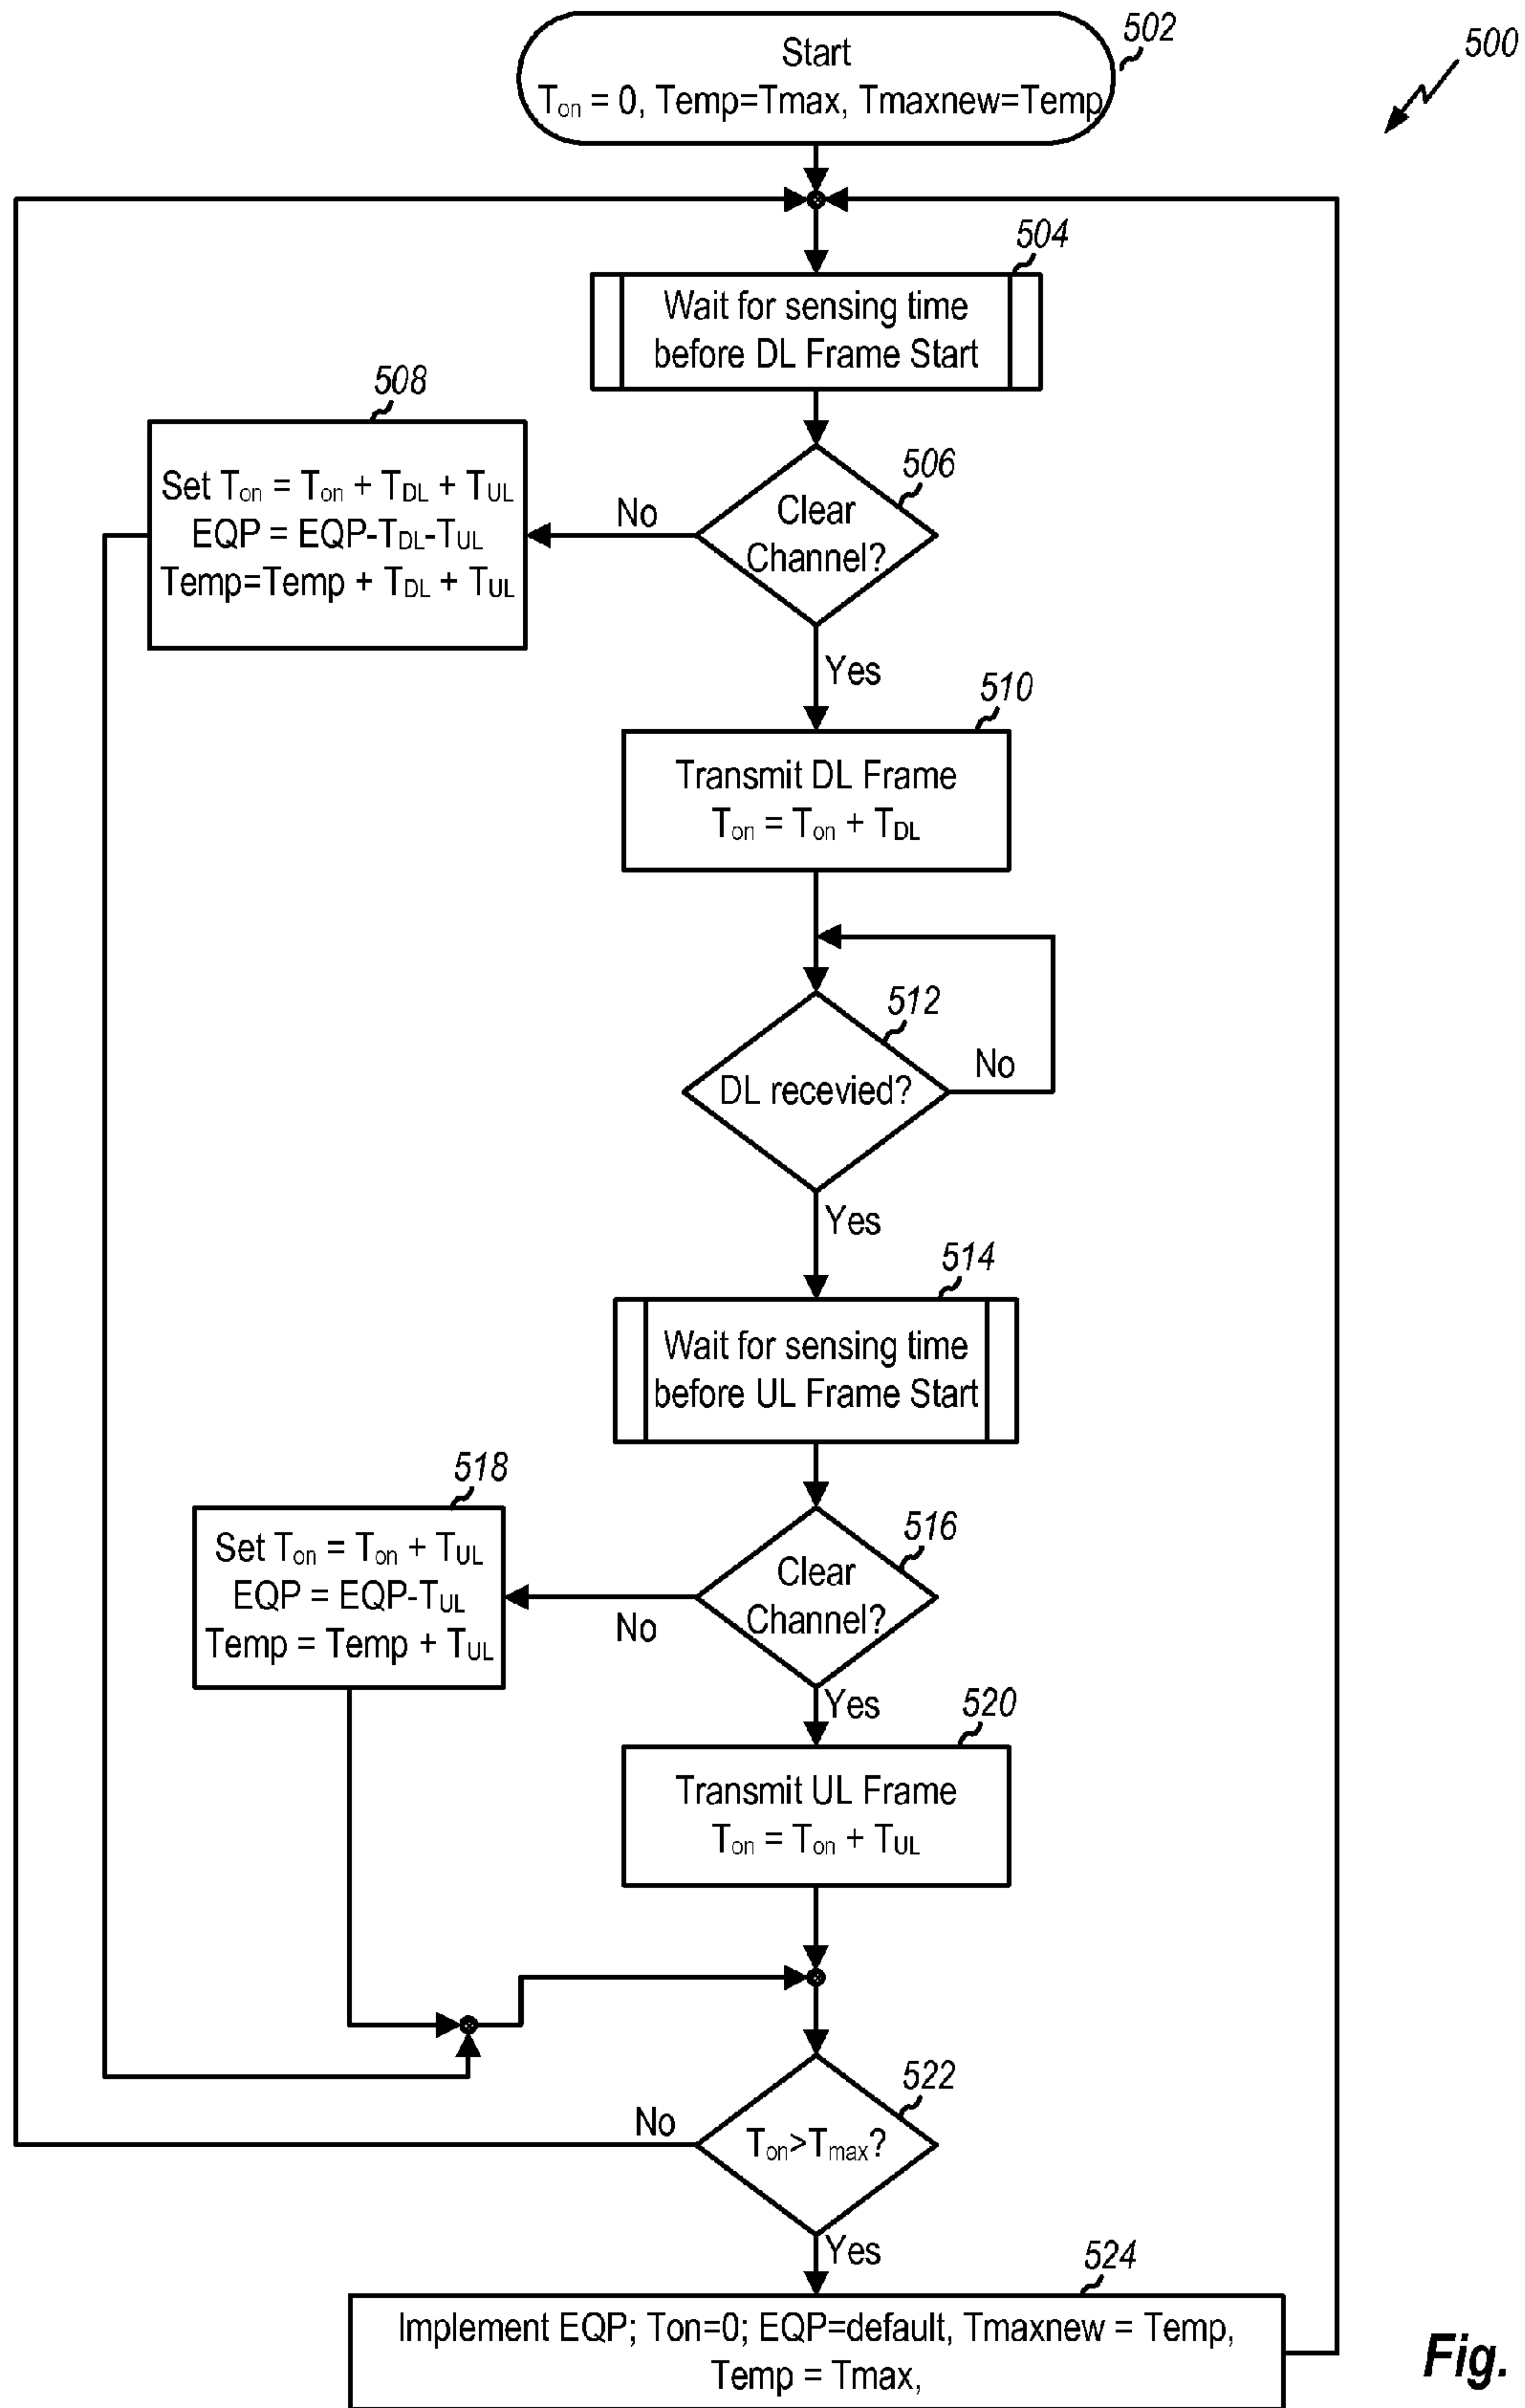 502
Start
Ton = 0, Temp=Tmax, Tmaxnew=Temp
500
504
Wait for sensing time
before DL Frame Start
508
Set Ton = Ton + TDL + TUL
EQP = EQP-TDL-TUL
Temp=Temp + TDL + TUL
No
506
Clear
Channel?
Yes
510
Transmit DL Frame
Ton = Ton + TDL
512
DL recevied?
No
Yes
514
Wait for sensing time
before UL Frame Start
518
Set Ton = Ton + TUL
EQP = EQP-TUL
Temp = Temp + TUL
No
516
Clear
Channel?
Yes
520
Transmit UL Frame
Ton = Ton + TUL
522
No
Ton>Tmax?
Yes
524
Implement EQP; Ton=0; EQP=default, Tmaxnew = Temp,
Temp = Tmax,
Fig.